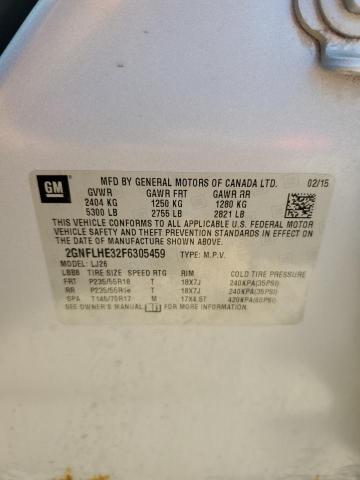 GM
MFD BY GENERAL MOTORS OF CANADA LTD. 02/15
GVWR GAWR FRT GAWR RR
2404 KG 1250 KG 1280 KG
5300 LB 2755 LB 2821 LB
THIS VEHICLE CONFORMS TO ALL APPLICABLE U.S. FEDERAL MOTOR
VEHICLE SAFETY AND THEFT PREVENTION STANDARDS IN EFFECT ON
THE DATE OF MANUFACTURE SHOWN ABOVE.
2GNFLHE32F6305459 TYPE: M.P.V.
MODEL: LJ26
TIRE SIZE SPEED RTG RIM COLD TIRE PRESSURE
FRT P235/55R18 T 18X7J 240KPA(35PSI)
RR P235/55R18 T 18X7J 240KPA(35PSI)
SPA T145/70R17 M 17X4.5T 420KPA(60PSI)
SEE OWNER'S MANUAL FOR ADDITIONAL INFORMATION.